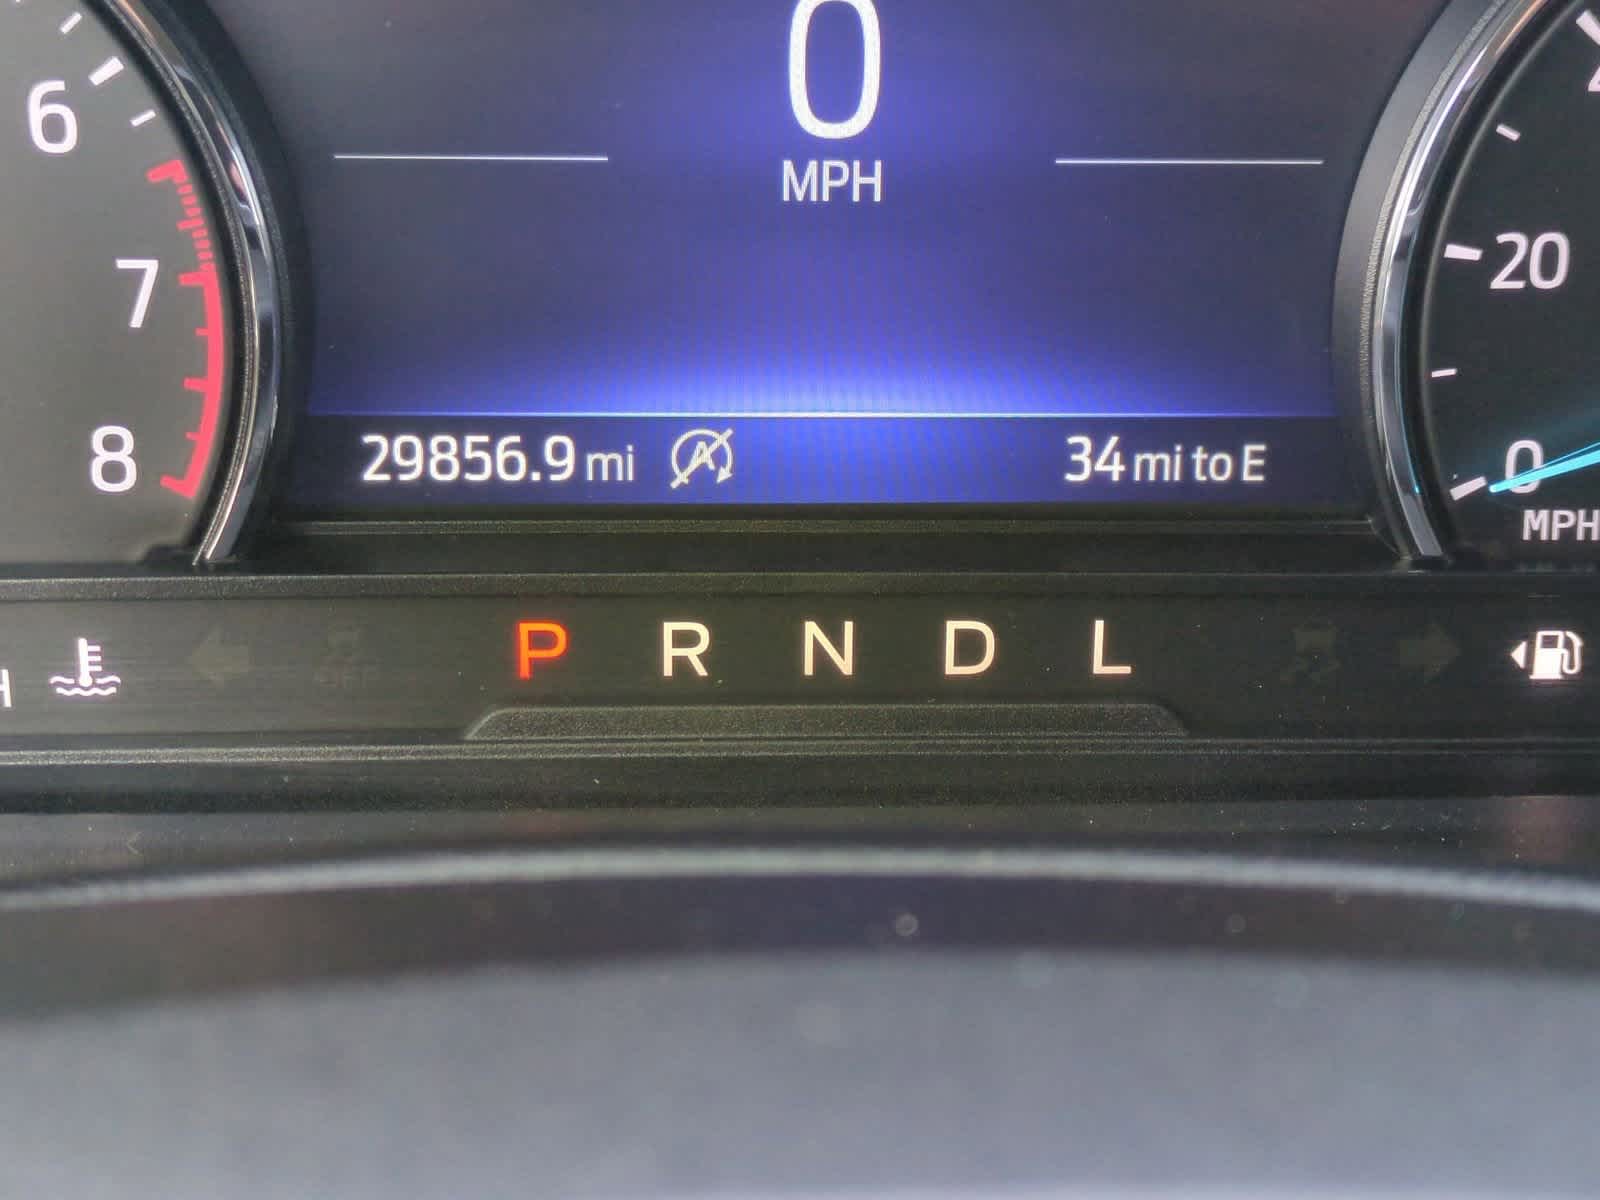 0
MPH
6
7
8
20
0
MPH
29856.9 mi
34 mi to E
H
P R N D L